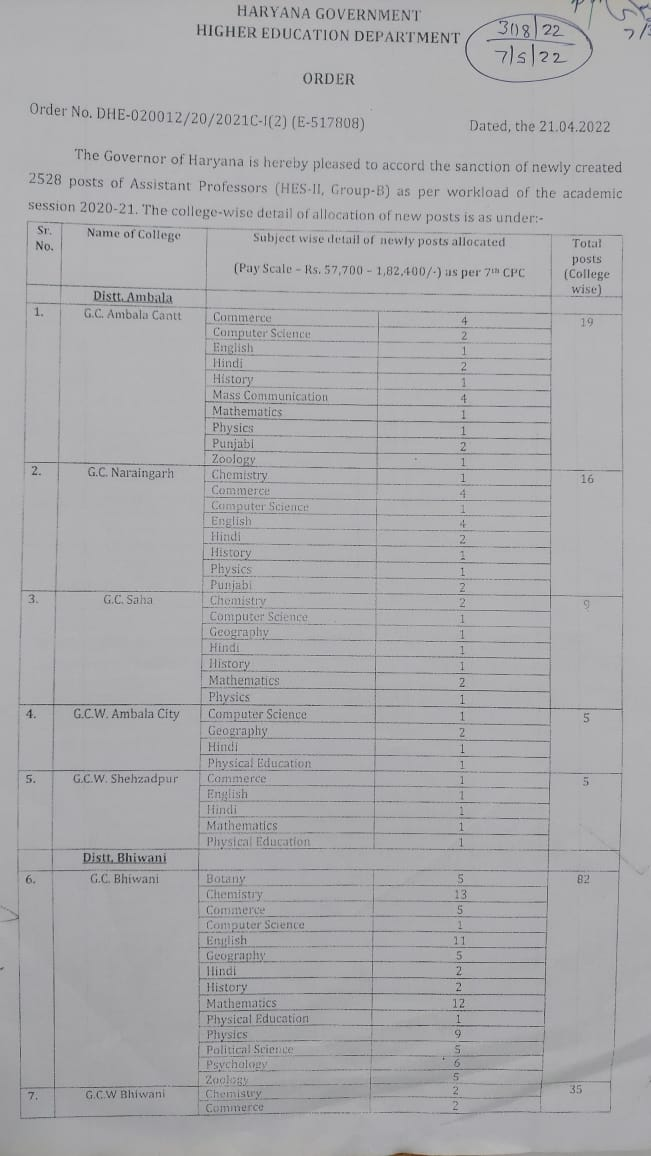 HARYANA GOVERNMENT
HIGHER EDUCATION DEPARTMENT
3118/22
7/5/22
ORDER
Order No. DHE-020012/20/2021C-I(2) (E-517808)
Dated, the 21.04.2022
The Governor of Haryana is hereby pleased to accord the sanction of newly created
2528 posts of Assistant Professors (HES-II, Group-B) as per workload of the academic
session 2020-21. The college-wise detail of allocation of new posts is as under:-
Sr. No. Name of College Subject wise detail of newly posts allocated (Pay Scale – Rs. 57,700 – 1,82,400/-) as per 7th CPC Total posts (College wise)
Distt. Ambala
1. G.C. Ambala Cantt Commerce 4 19
Computer Science 2
English 1
Hindi 2
History 1
Mass Communication 4
Mathematics 1
Physics 1
Punjabi 2
Zoology 1
2. G.C. Naraingarh Chemistry 1 16
Commerce 4
Computer Science 1
English 4
Hindi 2
History 1
Physics 1
Punjabi 2
3. G.C. Saha Chemistry 2 9
Computer Science 1
Geography 1
Hindi 1
History 1
Mathematics 2
Physics 1
4. G.C.W. Ambala City Computer Science 1 5
Geography 2
Hindi 1
Physical Education 1
5. G.C.W. Shehzadpur Commerce 1 5
English 1
Hindi 1
Mathematics 1
Physical Education 1
Distt. Bhiwani
6. G.C. Bhiwani Botany 5 82
Chemistry 13
Commerce 5
Computer Science 1
English 11
Geography 5
Hindi 2
History 2
Mathematics 12
Physical Education 1
Physics 9
Political Science 5
Psychology 6
Zoology 5
7. G.C.W Bhiwani Chemistry 2 35
Commerce 2